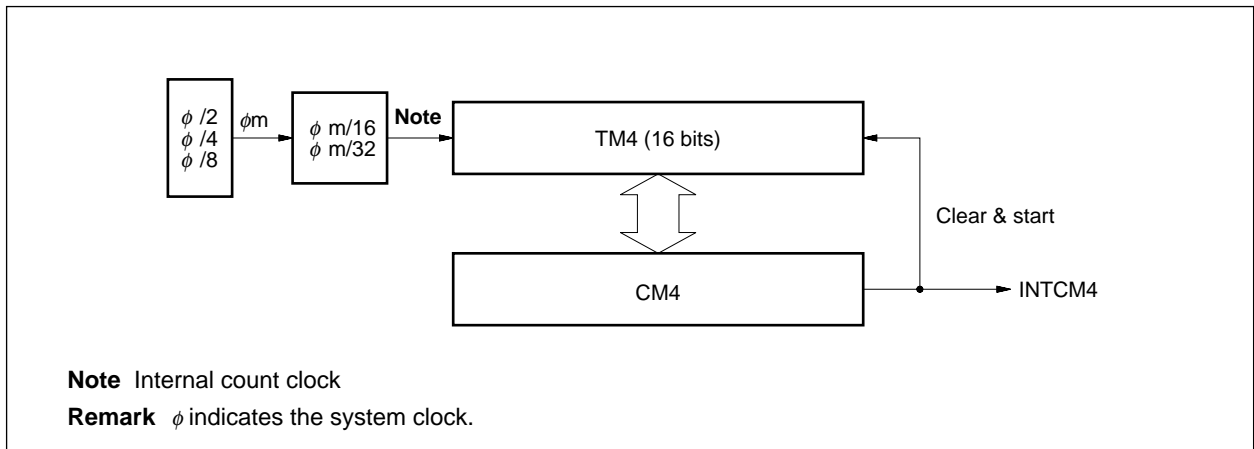 ϕ /2
ϕ /4
ϕ /8
ϕm
ϕ m/16
ϕ m/32
Note
TM4 (16 bits)
Clear & start
CM4
INTCM4
Note Internal count clock
Remark ϕ indicates the system clock.